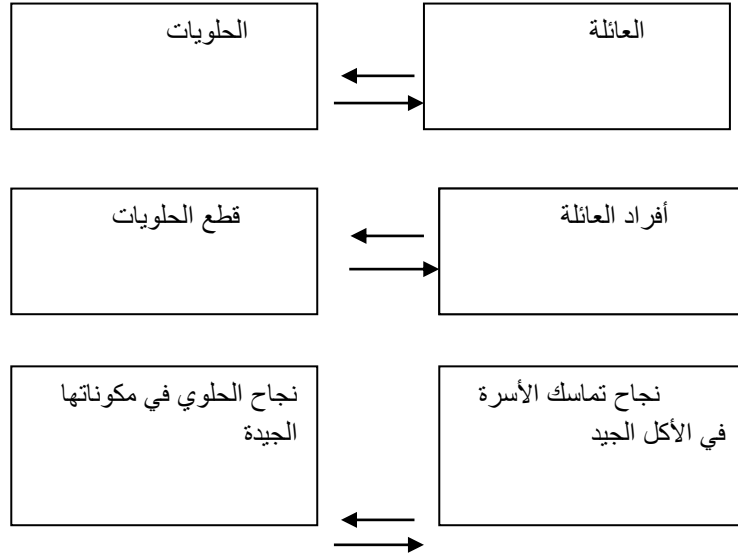 العائلة
الحلويات
أفراد العائلة
قطع الحلويات
نجاح تماسك الأسرة
في الأكل الجيد
نجاح الحلوي في مكوناتها
الجيدة